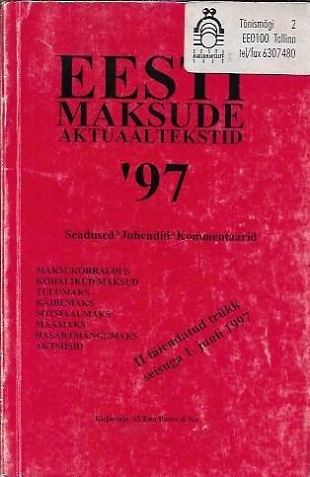 Tõnismägi 2
EE0100 Tallinn
tel/fax 6307480
EESTI
MAKSUDE
AKTUAALTEKSTID
'97
Seadused*Juhendid*Kommentaarid
MAKSUKORRALDUS
KOHALIKUD MAKSUD
TULUMAKS
KÄIBEMAKS
SOTSIAALMAKS
MAAMAKS
HASARTMÄNGUMAKS
AKTSIISID
II täiendatud trükk
seisuga 1. juuli 1997